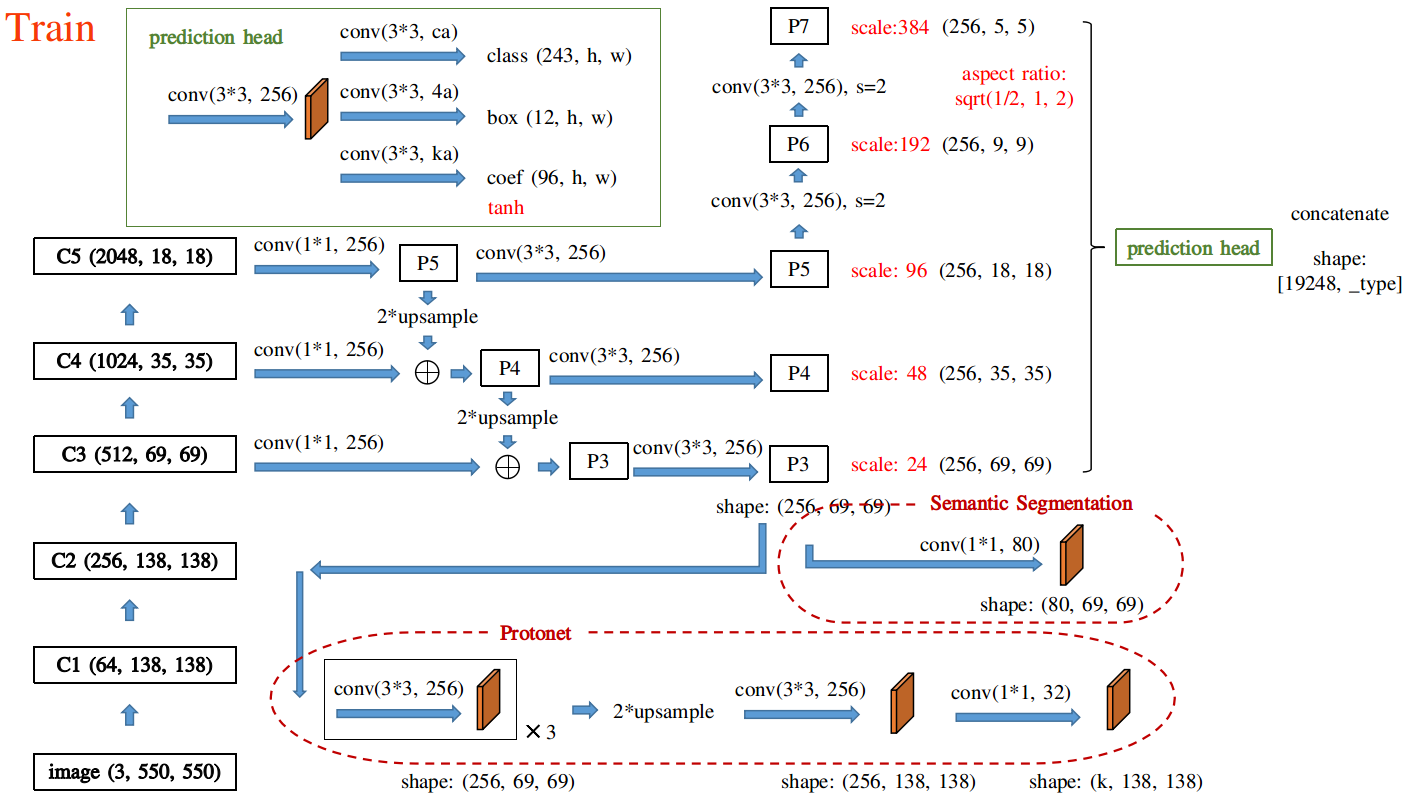 Train
prediction head
conv(3*3, 256)
conv(3*3, ca)
class (243, h, w)
conv(3*3, 4a)
box (12, h, w)
conv(3*3, ka)
coef (96, h, w)
tanh
P7
scale:384 (256, 5, 5)
conv(3*3, 256), s=2
aspect ratio:
sqrt(1/2, 1, 2)
P6
scale:192 (256, 9, 9)
conv(3*3, 256), s=2
C5 (2048, 18, 18)
conv(1*1, 256)
P5
conv(3*3, 256)
P5
scale: 96 (256, 18, 18)
prediction head
concatenate
shape:
[19248, _type]
2*upsample
C4 (1024, 35, 35)
conv(1*1, 256)
P4
conv(3*3, 256)
P4
scale: 48 (256, 35, 35)
2*upsample
C3 (512, 69, 69)
conv(1*1, 256)
P3
conv(3*3, 256)
P3
scale: 24 (256, 69, 69)
shape: (256, 69, 69)
Semantic Segmentation
conv(1*1, 80)
shape: (80, 69, 69)
C2 (256, 138, 138)
C1 (64, 138, 138)
image (3, 550, 550)
Protonet
conv(3*3, 256)
×3
2*upsample
conv(3*3, 256)
conv(1*1, 32)
shape: (256, 69, 69)
shape: (256, 138, 138)
shape: (k, 138, 138)